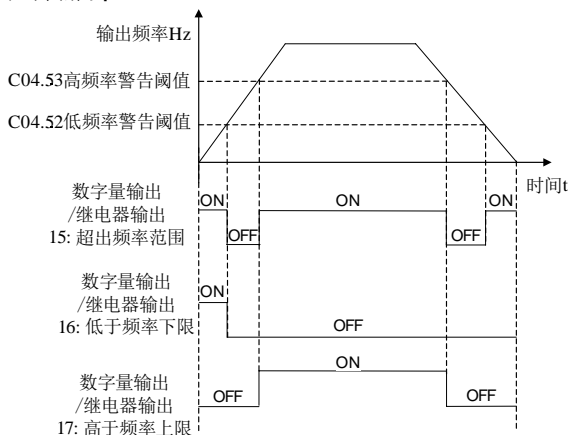 输出频率Hz
C04.53高频率警告阈值
C04.52低频率警告阈值
时间t
数字量输出
/继电器输出
15: 超出频率范围
ON
OFF
ON
OFF
ON
数字量输出
/继电器输出
16: 低于频率下限
ON
OFF
数字量输出
/继电器输出
17: 高于频率上限
OFF
ON
OFF